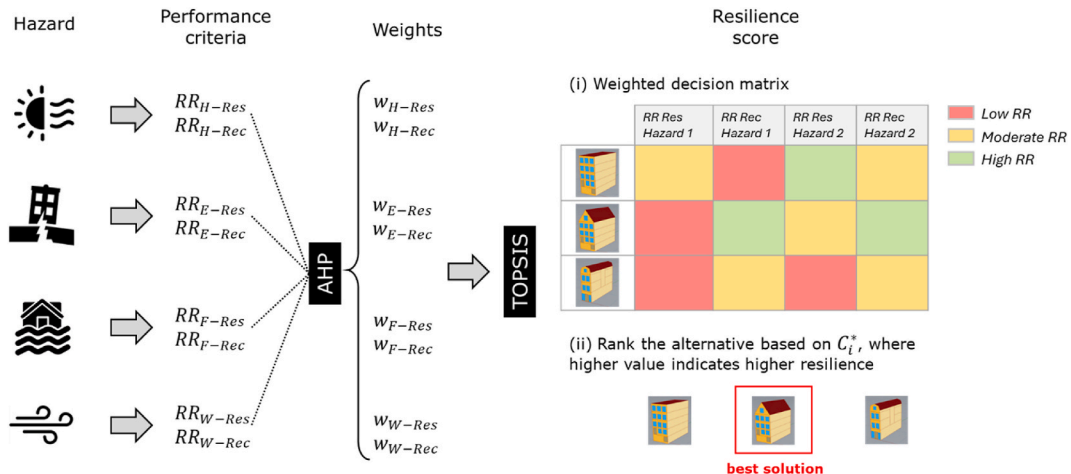 Hazard
Performance
criteria
Weights
Resilience
score
RR_{H-Res}
RR_{H-Rec}
RR_{E-Res}
RR_{E-Rec}
RR_{F-Res}
RR_{F-Rec}
RR_{W-Res}
RR_{W-Rec}
AHP
w_{H-Res}
w_{H-Rec}
w_{E-Res}
w_{E-Rec}
w_{F-Res}
w_{F-Rec}
w_{W-Res}
w_{W-Rec}
TOPSIS
(i) Weighted decision matrix
RR Res
Hazard 1
RR Rec
Hazard 1
RR Res
Hazard 2
RR Rec
Hazard 2
Low RR
Moderate RR
High RR
(ii) Rank the alternative based on C_i^*, where
higher value indicates higher resilience
best solution